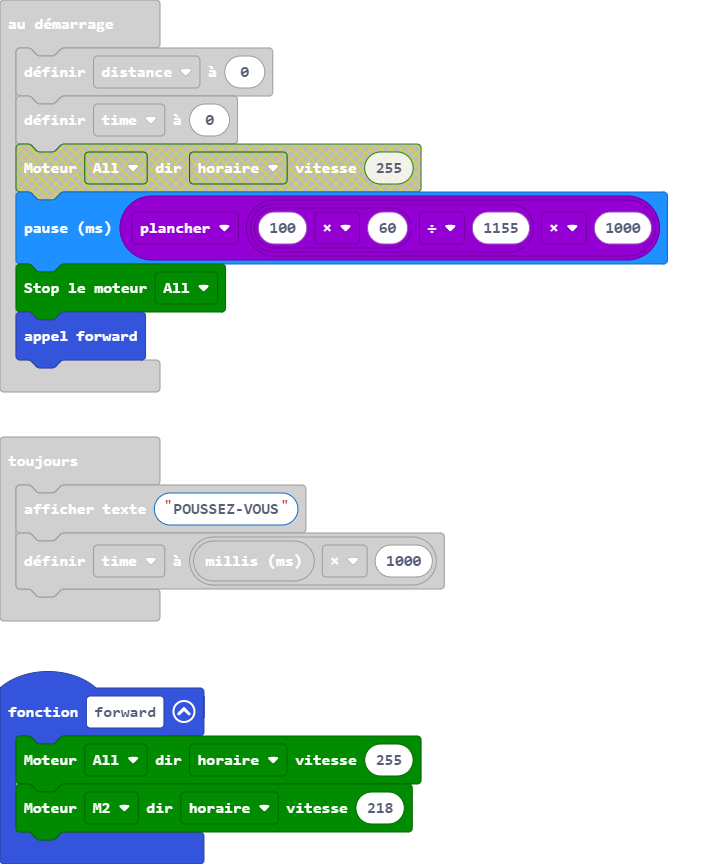 au démarrage
définir distance à 0
définir time à 0
Moteur All dir horaire vitesse 255
pause (ms) plancher 100 × 60 ÷ 1155 × 1000
Stop le moteur All
appel forward
toujours
afficher texte "POUSSEZ-VOUS"
définir time à millis (ms) × 1000
fonction forward
Moteur All dir horaire vitesse 255
Moteur M2 dir horaire vitesse 218